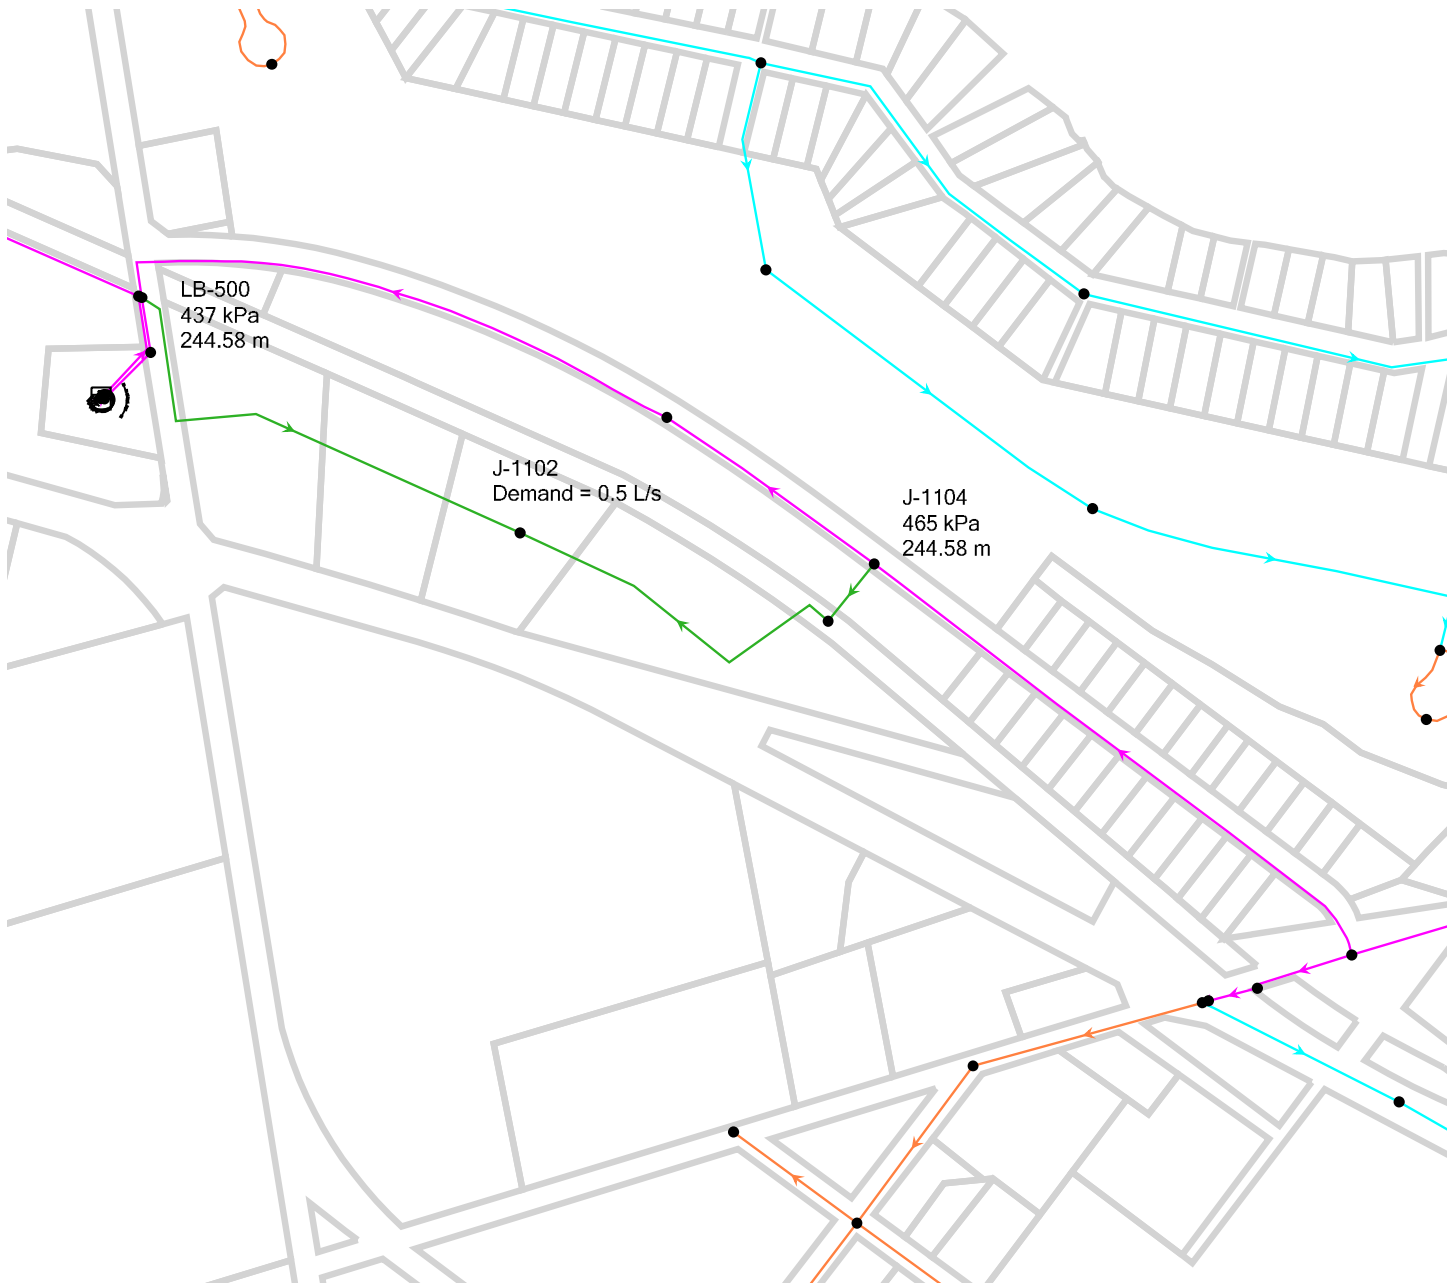 LB-500
437 kPa
244.58 m
J-1102
Demand = 0.5 L/s
J-1104
465 kPa
244.58 m